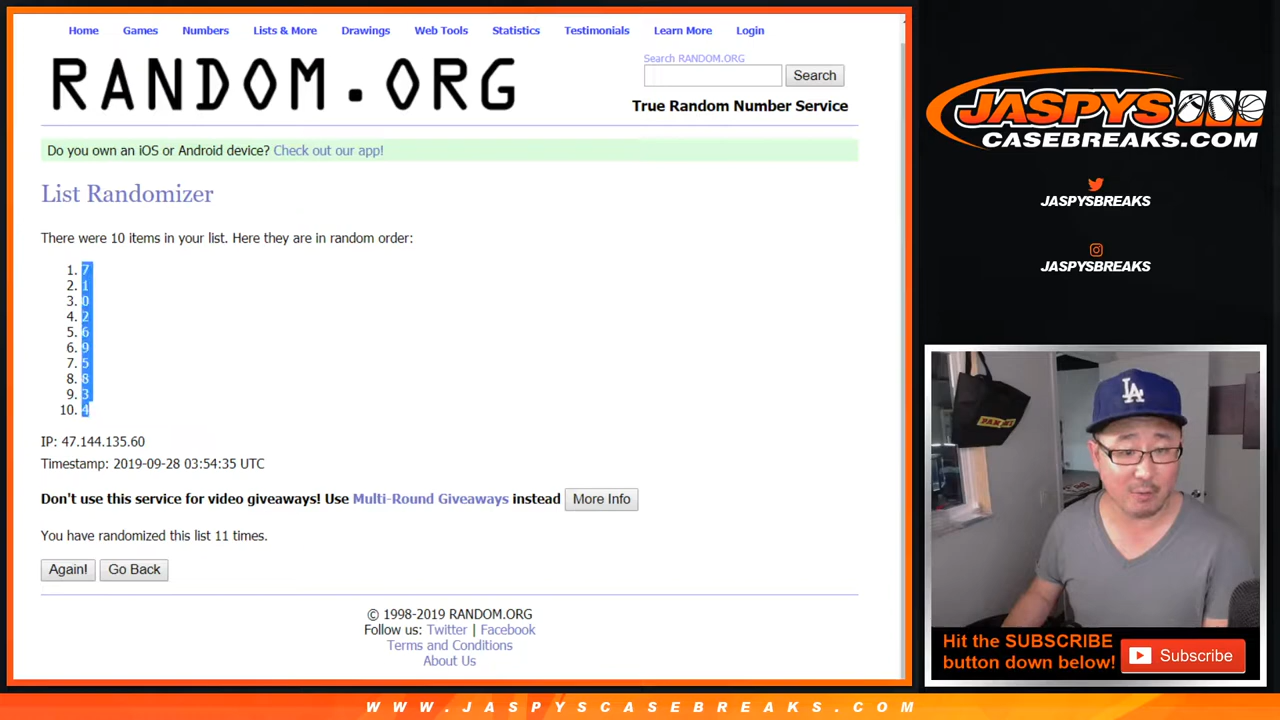 Home Games Numbers Lists & More Drawings Web Tools Statistics Testimonials Learn More Login
RANDOM.ORG
Search RANDOM.ORG
Search
True Random Number Service
Do you own an iOS or Android device? Check out our app!
List Randomizer
There were 10 items in your list. Here they are in random order:
1. 7
2. 1
3. 0
4. 2
5. 6
6. 9
7. 5
8. 8
9. 3
10. 4
IP: 47.144.135.60
Timestamp: 2019-09-28 03:54:35 UTC
Don't use this service for video giveaways! Use Multi-Round Giveaways instead More Info
You have randomized this list 11 times.
Again! Go Back
© 1998-2019 RANDOM.ORG
Follow us: Twitter | Facebook
Terms and Conditions
About Us
JASPYS
CASEBREAKS.COM
JASPYSBREAKS
JASPYSBREAKS
LA
PANINI
Hit the SUBSCRIBE
button down below!
Subscribe
WWW.JASPYSCASEBREAKS.COM